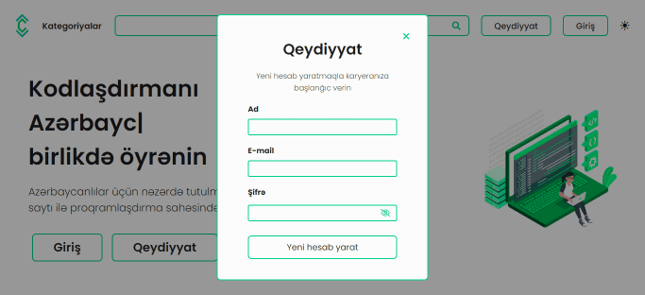 Kategoriyalar
Qeydiyyat
Giriş
Kodlaşdırmanı
Azərbayc|
birlikdə öyrənin
Azərbaycanlılar üçün nəzərdə tutulm
saytı ilə proqramlaşdırma sahəsində
Giriş
Qeydiyyat
Qeydiyyat
Yeni hesab yaratmaqla karyeranıza
başlanğıc verin
Ad
E-mail
Şifrə
Yeni hesab yarat